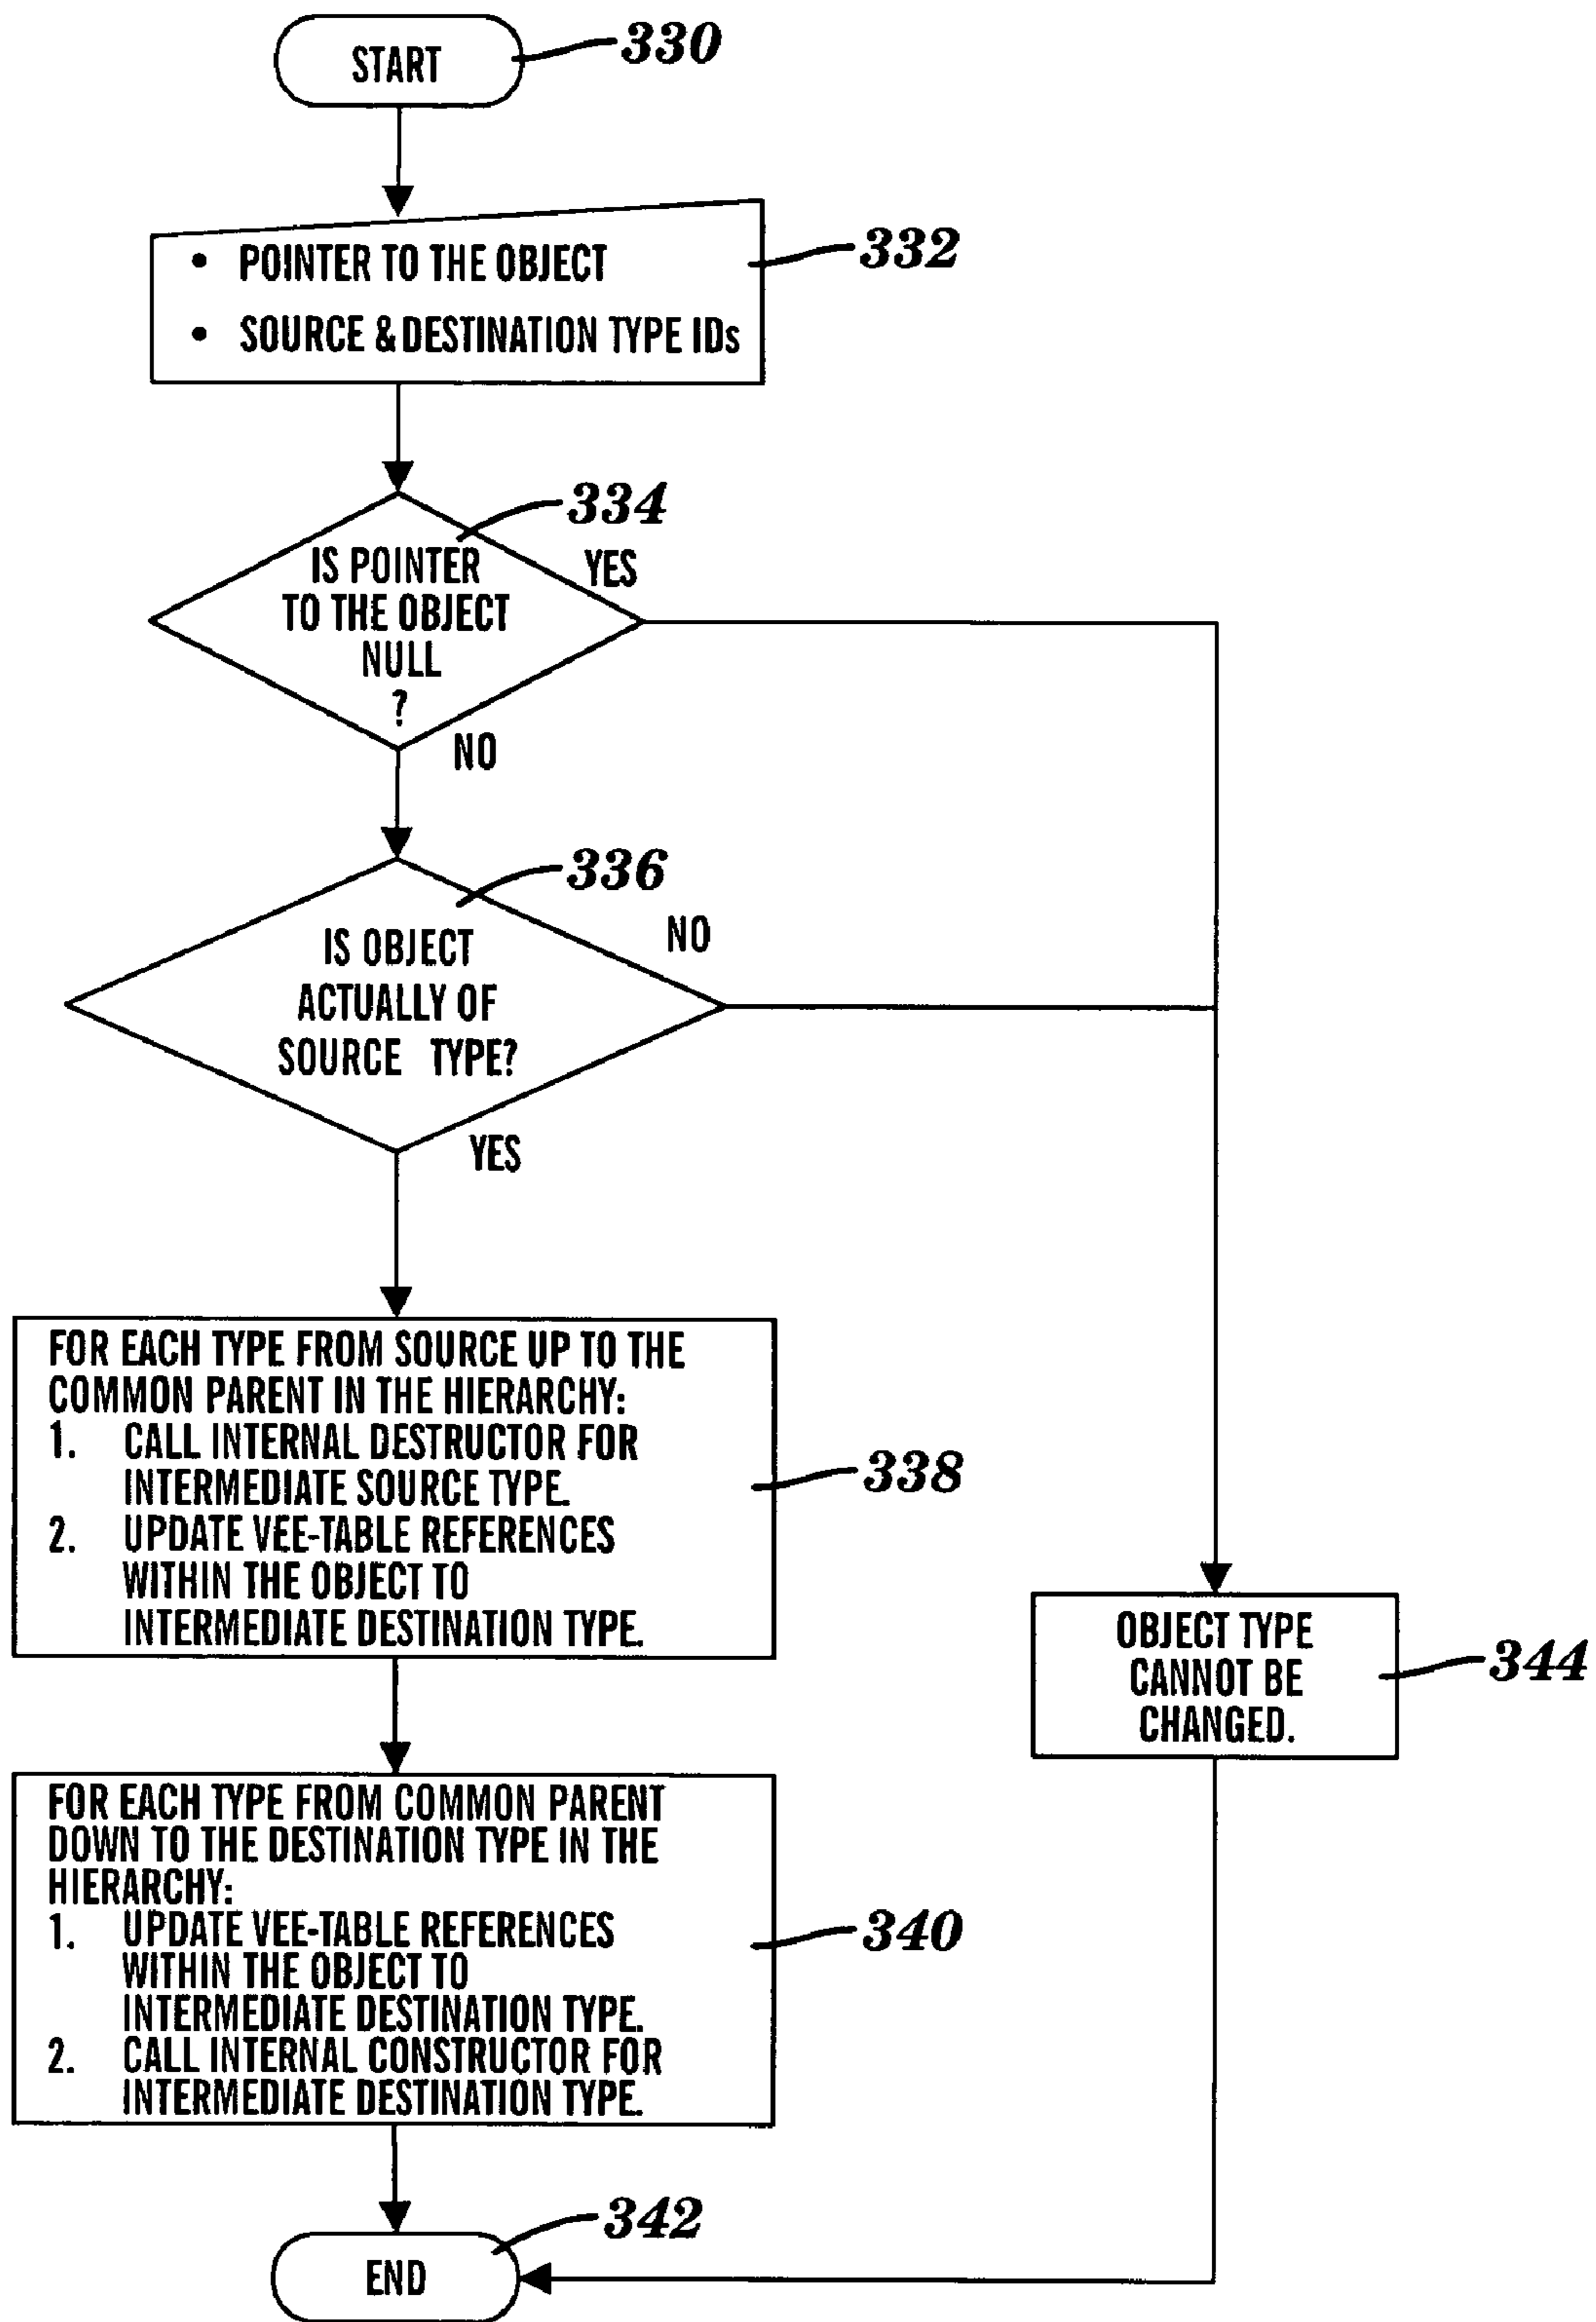 START
330
• POINTER TO THE OBJECT
332
• SOURCE & DESTINATION TYPE IDs
334
IS POINTER
TO THE OBJECT
NULL
?
YES
NO
336
IS OBJECT
ACTUALLY OF
SOURCE TYPE?
NO
YES
FOR EACH TYPE FROM SOURCE UP TO THE
COMMON PARENT IN THE HIERARCHY:
1. CALL INTERNAL DESTRUCTOR FOR
INTERMEDIATE SOURCE TYPE.
2. UPDATE VEE-TABLE REFERENCES
WITHIN THE OBJECT TO
INTERMEDIATE DESTINATION TYPE.
338
OBJECT TYPE
CANNOT BE
CHANGED.
344
FOR EACH TYPE FROM COMMON PARENT
DOWN TO THE DESTINATION TYPE IN THE
HIERARCHY:
1. UPDATE VEE-TABLE REFERENCES
WITHIN THE OBJECT TO
INTERMEDIATE DESTINATION TYPE.
2. CALL INTERNAL CONSTRUCTOR FOR
INTERMEDIATE DESTINATION TYPE.
340
342
END